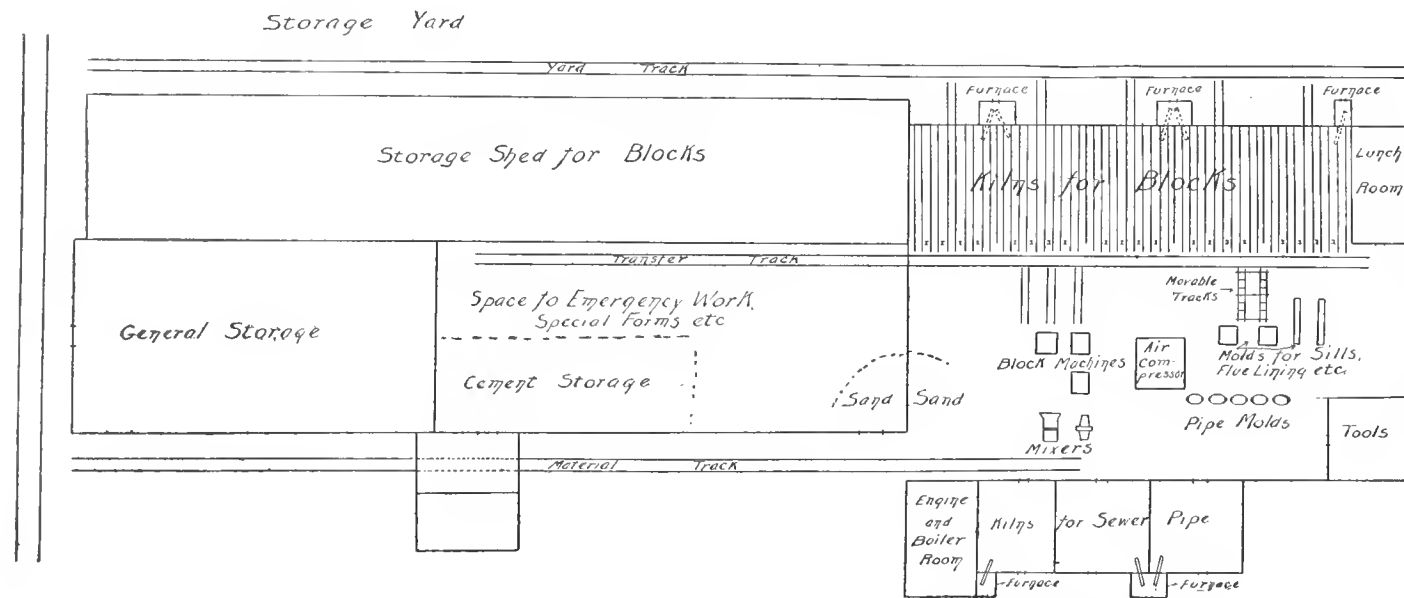 Storage Yard
Yard Track
Furnace
Furnace
Furnace
Storage Shed for Blocks
Kilns for Blocks
Lunch
Room
Transfer Track
General Storage
Space to Emergency Work,
Special Forms etc
Cement Storage
Sand Sand
Movable
Tracks
Block Machines
Air
Com-
pressor
Molds for Sills,
Flue Lining etc.
Pipe Molds
Mixers
Tools
Material Track
Engine
and
Boiler
Room
Kilns for Sewer Pipe
Furnace
Furnace